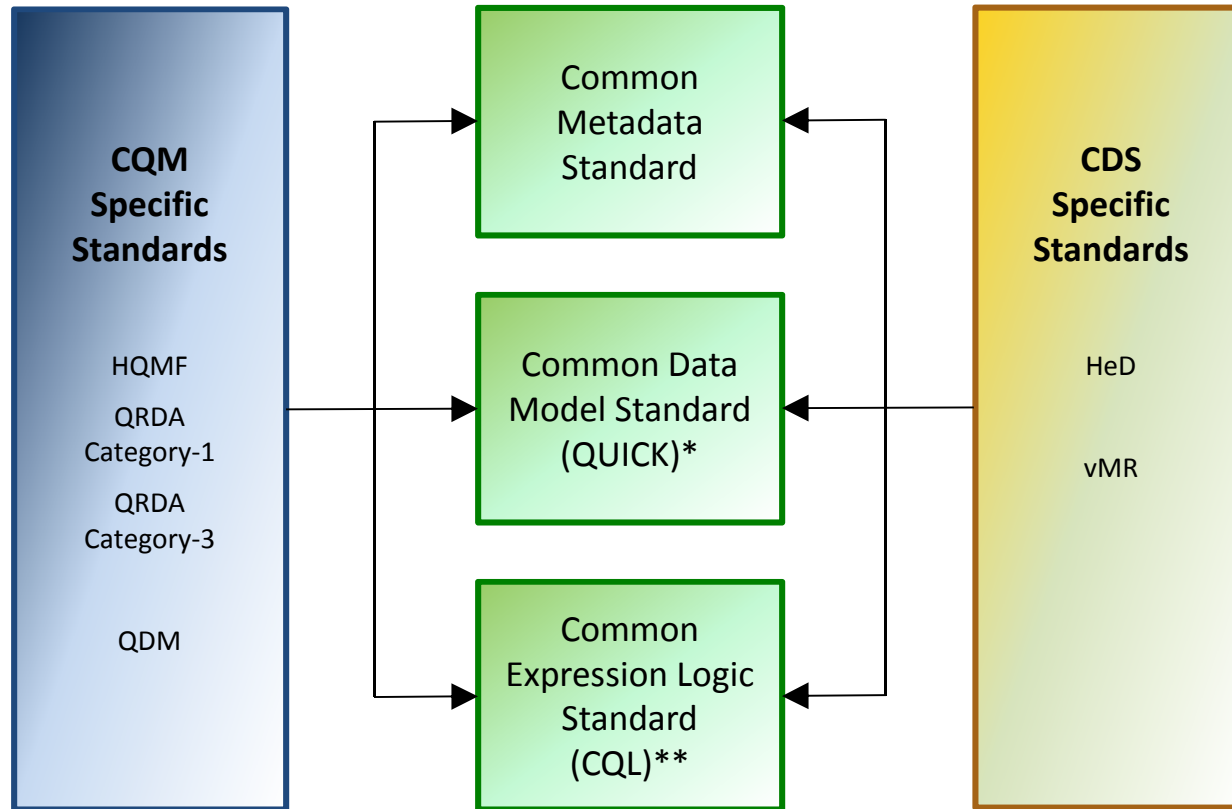 CQM
Specific
Standards
HQMF
QRDA
Category-1
QRDA
Category-3
QDM
Common
Metadata
Standard
Common Data
Model Standard
(QUICK)*
Common
Expression Logic
Standard
(CQL)**
CDS
Specific
Standards
HeD
vMR